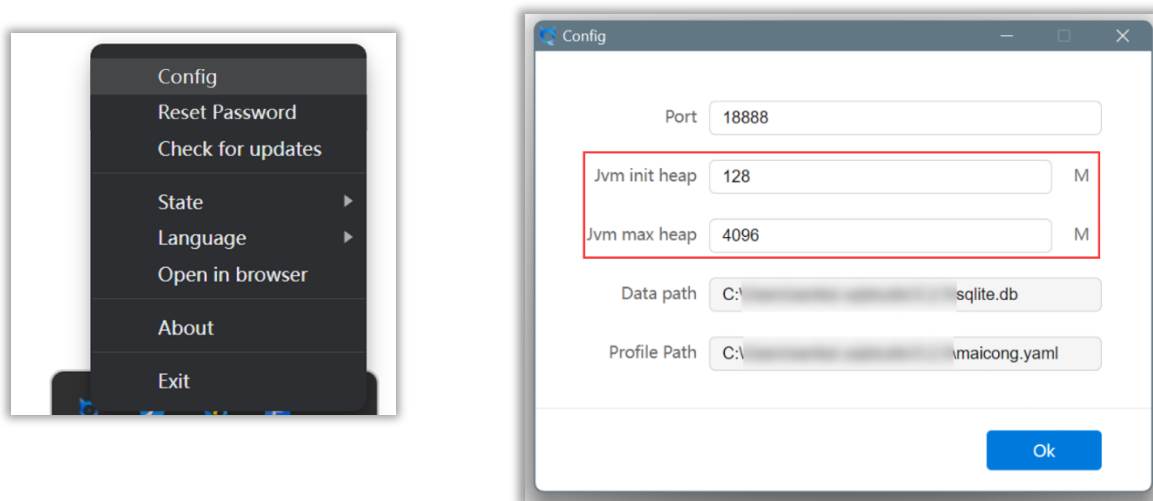 Config
Reset Password
Check for updates
State
Language
Open in browser
About
Exit
Config
Port 18888
Jvm init heap 128 M
Jvm max heap 4096 M
Data path C:\ sqlite.db
Profile Path C:\ \maicong.yaml
Ok